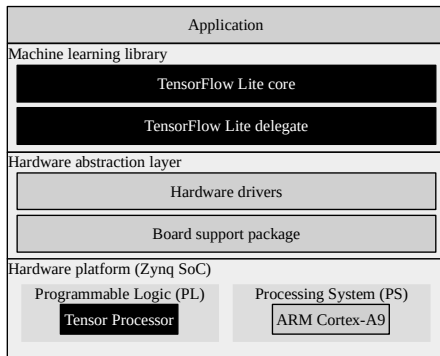 Application
Machine learning library
TensorFlow Lite core
TensorFlow Lite delegate
Hardware abstraction layer
Hardware drivers
Board support package
Hardware platform (Zynq SoC)
Programmable Logic (PL) Processing System (PS)
Tensor Processor ARM Cortex-A9